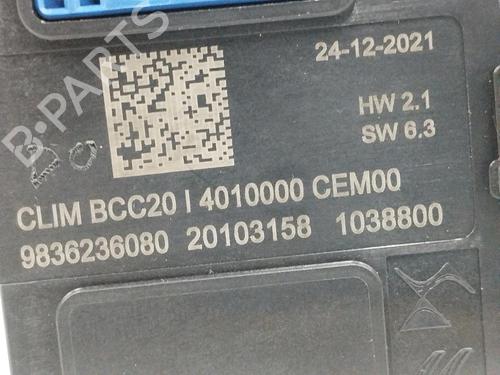 24-12-2021
HW 2.1
SW 6.3
CLIM BCC20 I 4010000 CEM00
9836236080 20103158 1038800
B-PARTS